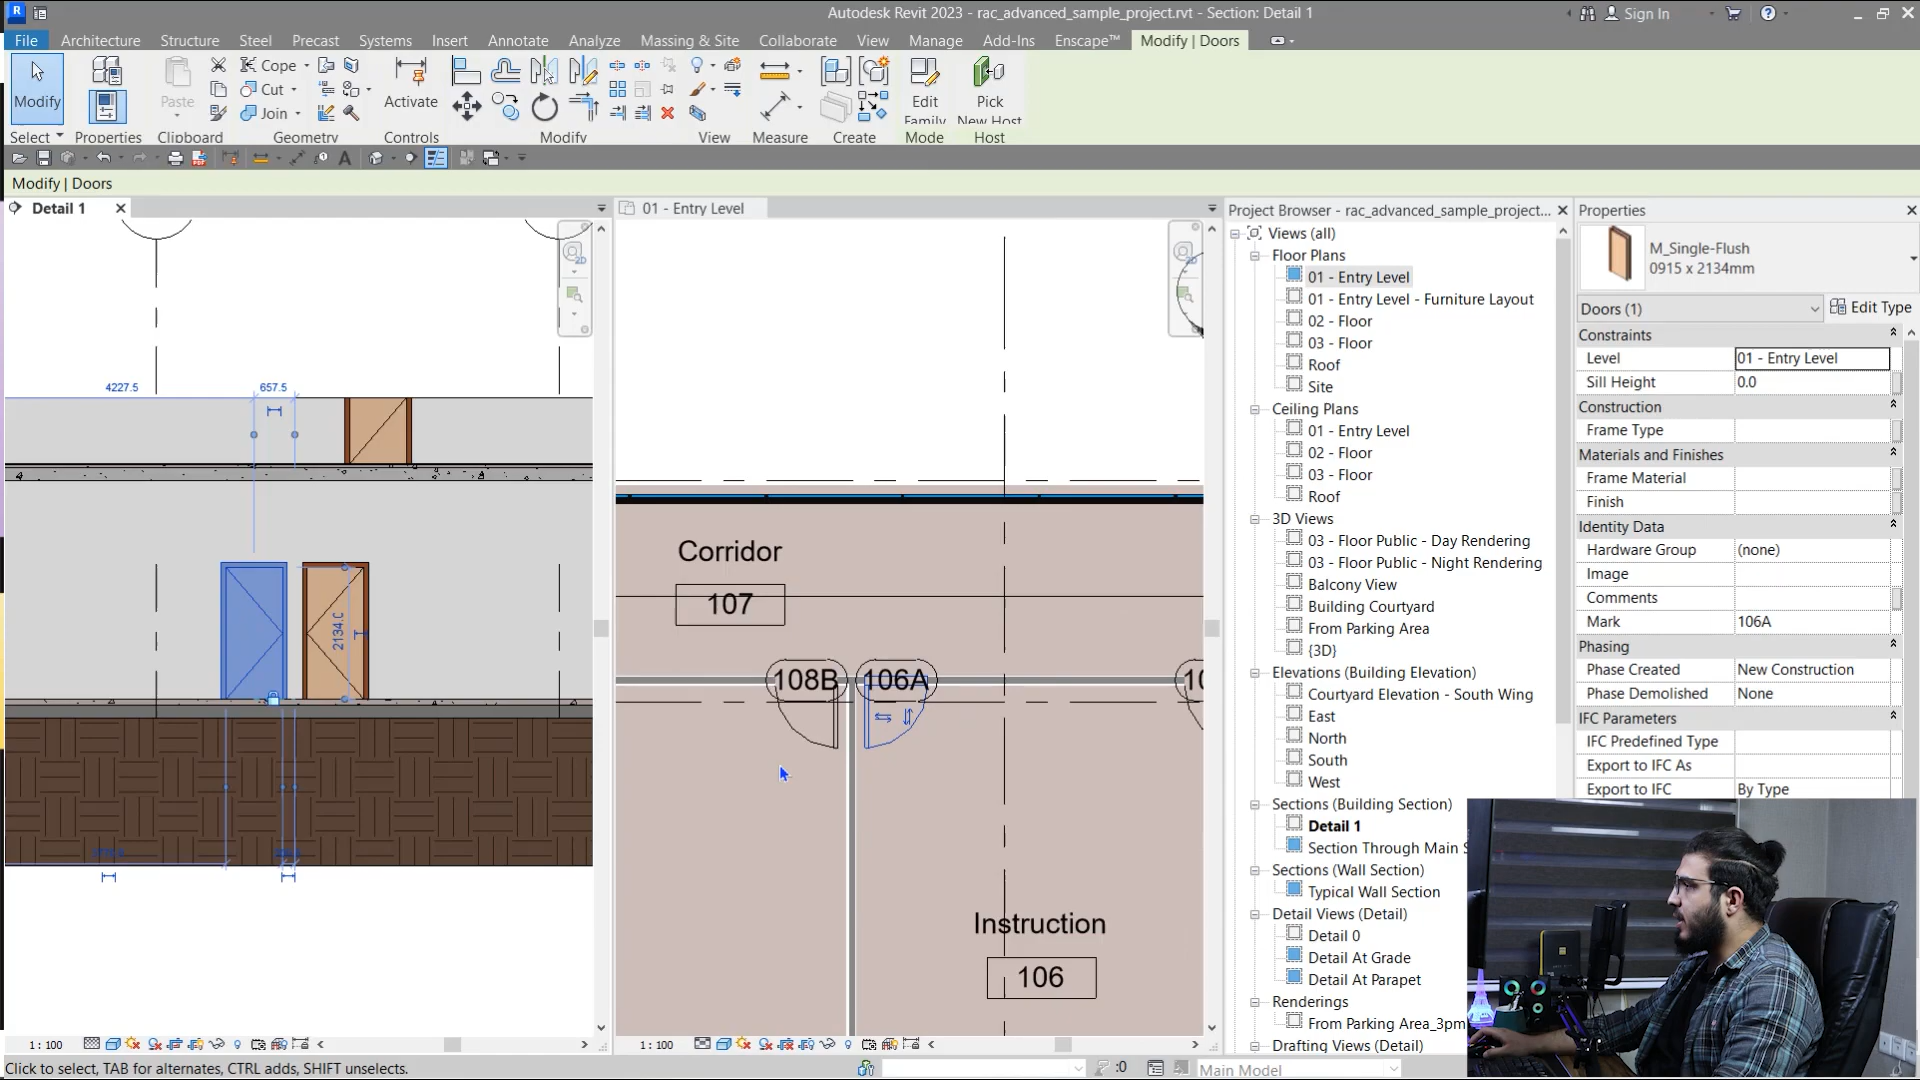 Autodesk Revit 2023 - rac_advanced_sample_project.rvt - Section: Detail 1
Sign In
File Architecture Structure Steel Precast Systems Insert Annotate Analyze Massing & Site Collaborate View Manage Add-Ins Enscape™ Modify | Doors
Modify
Paste
Cope
Cut
Join
Activate
Edit
Family
Pick
New Host
Select Properties Clipboard Geometry Controls Modify View Measure Create Mode Host
Modify | Doors
Detail 1
01 - Entry Level
4227.5
657.5
2134.0
Corridor
107
108B
106A
10
Instruction
106
1 : 100
1 : 100
Project Browser - rac_advanced_sample_project...
Views (all)
Floor Plans
01 - Entry Level
01 - Entry Level - Furniture Layout
02 - Floor
03 - Floor
Roof
Site
Ceiling Plans
01 - Entry Level
02 - Floor
03 - Floor
Roof
3D Views
03 - Floor Public - Day Rendering
03 - Floor Public - Night Rendering
Balcony View
Building Courtyard
From Parking Area
{3D}
Elevations (Building Elevation)
Courtyard Elevation - South Wing
East
North
South
West
Sections (Building Section)
Detail 1
Section Through Main S
Sections (Wall Section)
Typical Wall Section
Detail Views (Detail)
Detail 0
Detail At Grade
Detail At Parapet
Renderings
From Parking Area_3pm
Drafting Views (Detail)
Properties
M_Single-Flush
0915 x 2134mm
Doors (1)
Edit Type
Constraints
Level 01 - Entry Level
Sill Height 0.0
Construction
Frame Type
Materials and Finishes
Frame Material
Finish
Identity Data
Hardware Group (none)
Image
Comments
Mark 106A
Phasing
Phase Created New Construction
Phase Demolished None
IFC Parameters
IFC Predefined Type
Export to IFC As
Export to IFC By Type
Click to select, TAB for alternates, CTRL adds, SHIFT unselects.
:0
Main Model